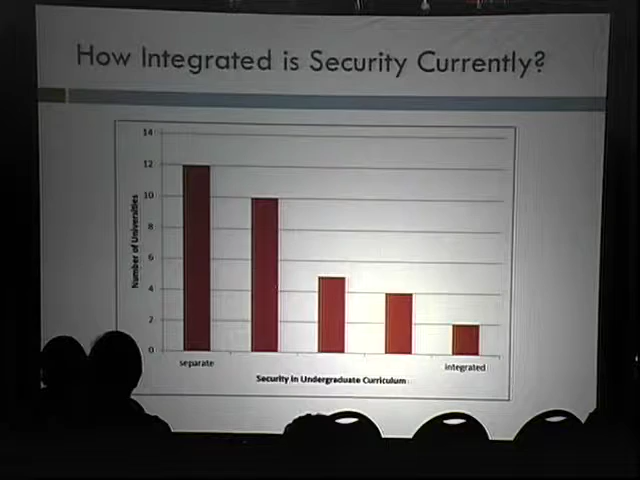 How Integrated is Security Currently?
14
12
10
8
6
4
2
0
Number of Universities
separate
integrated
Security in Undergraduate Curriculum